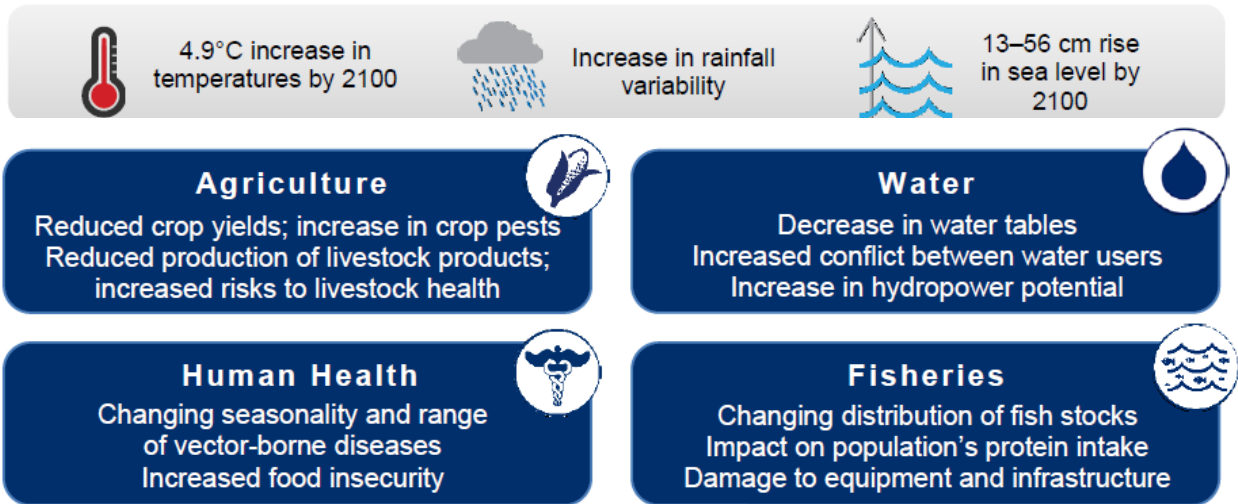 4.9°C increase in
temperatures by 2100
Increase in rainfall
variability
13–56 cm rise
in sea level by
2100
Agriculture
Reduced crop yields; increase in crop pests
Reduced production of livestock products;
increased risks to livestock health
Water
Decrease in water tables
Increased conflict between water users
Increase in hydropower potential
Human Health
Changing seasonality and range
of vector-borne diseases
Increased food insecurity
Fisheries
Changing distribution of fish stocks
Impact on population’s protein intake
Damage to equipment and infrastructure